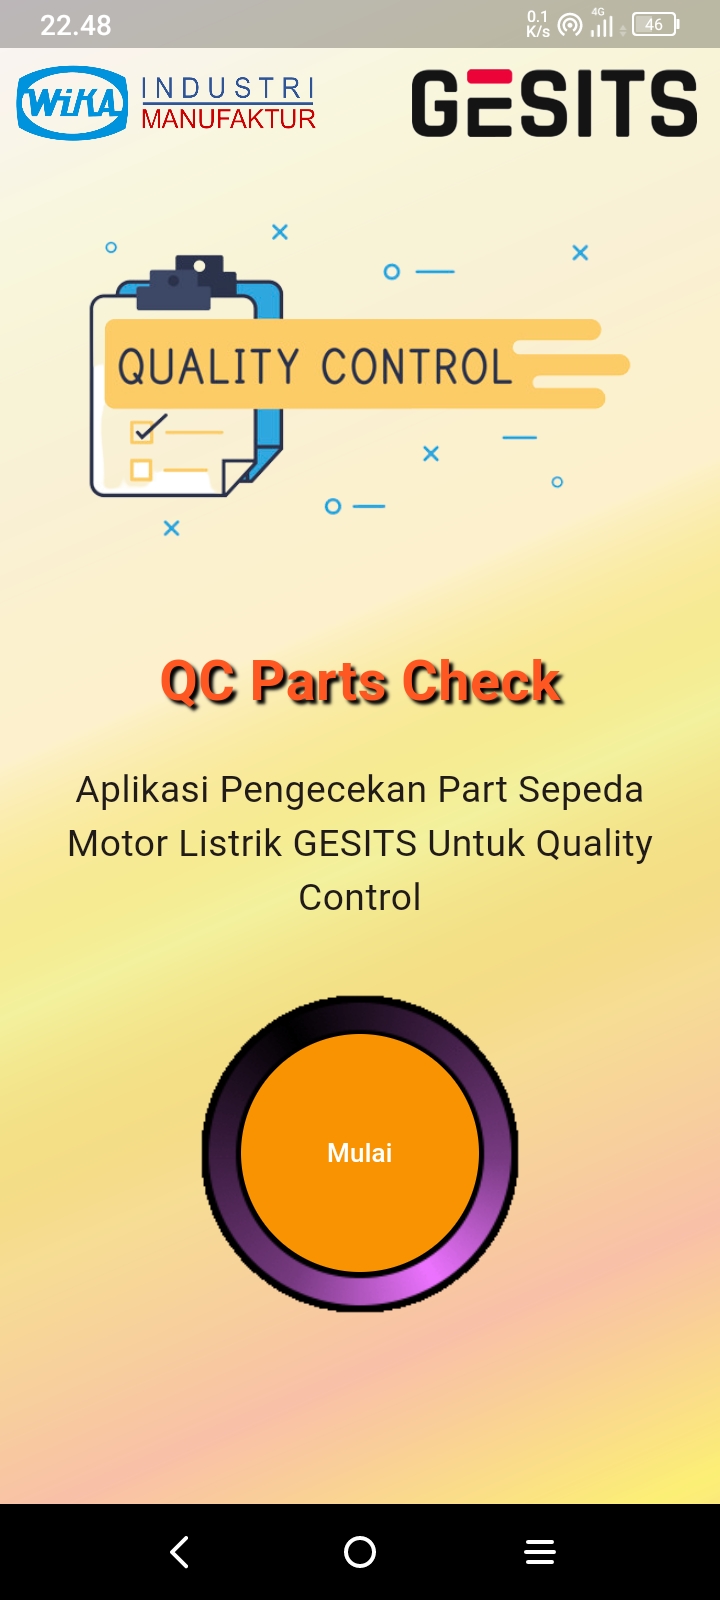 22.48
0.1
K/s
4G
46
WiKA
INDUSTRI
MANUFAKTUR
GESITS
QUALITY CONTROL
QC Parts Check
Aplikasi Pengecekan Part Sepeda
Motor Listrik GESITS Untuk Quality
Control
Mulai